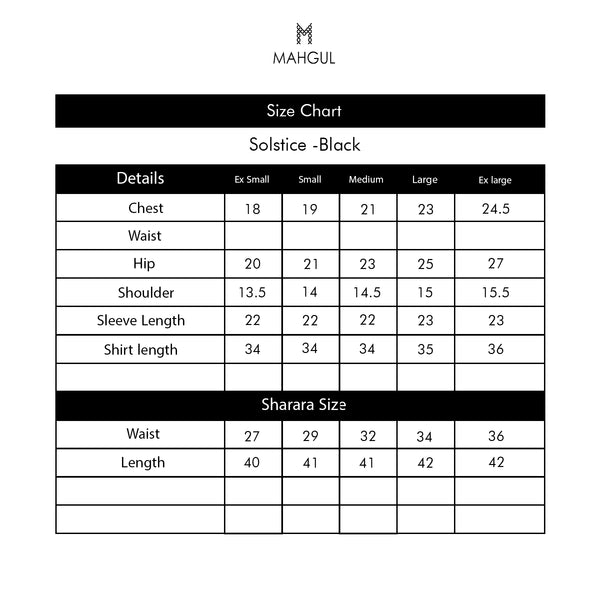 MAHGUL
Size Chart
Solstice -Black
Details Ex Small Small Medium Large Ex large
Chest 18 19 21 23 24.5
Waist
Hip 20 21 23 25 27
Shoulder 13.5 14 14.5 15 15.5
Sleeve Length 22 22 22 23 23
Shirt length 34 34 34 35 36
Sharara Size
Waist 27 29 32 34 36
Length 40 41 41 42 42